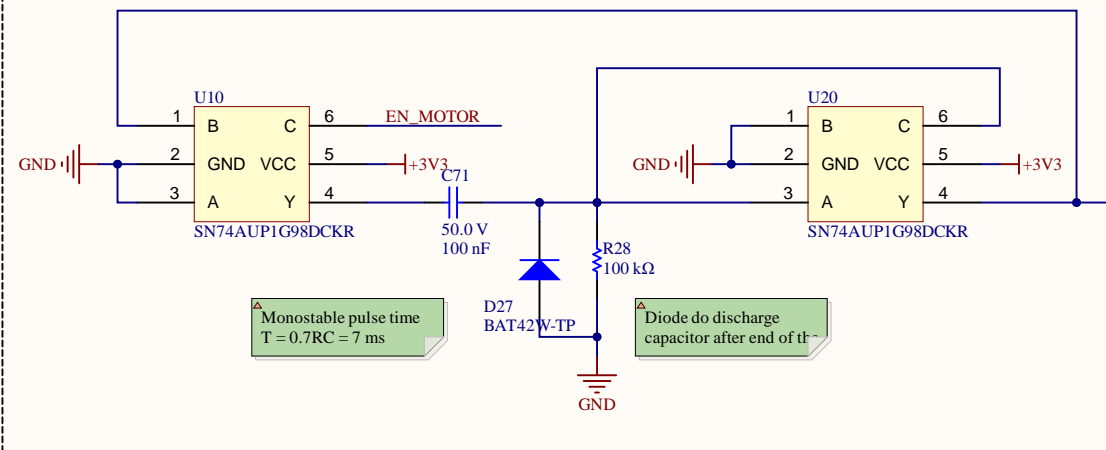 U10
1
B
C
6
EN_MOTOR
GND
2
GND
VCC
5
+3V3
3
A
Y
4
SN74AUP1G98DCKR
C71
50.0 V
100 nF
D27
BAT42W-TP
R28
100 kΩ
GND
U20
1
B
C
6
GND
2
GND
VCC
5
+3V3
3
A
Y
4
SN74AUP1G98DCKR
Monostable pulse time
T = 0.7RC = 7 ms
Diode do discharge
capacitor after end of